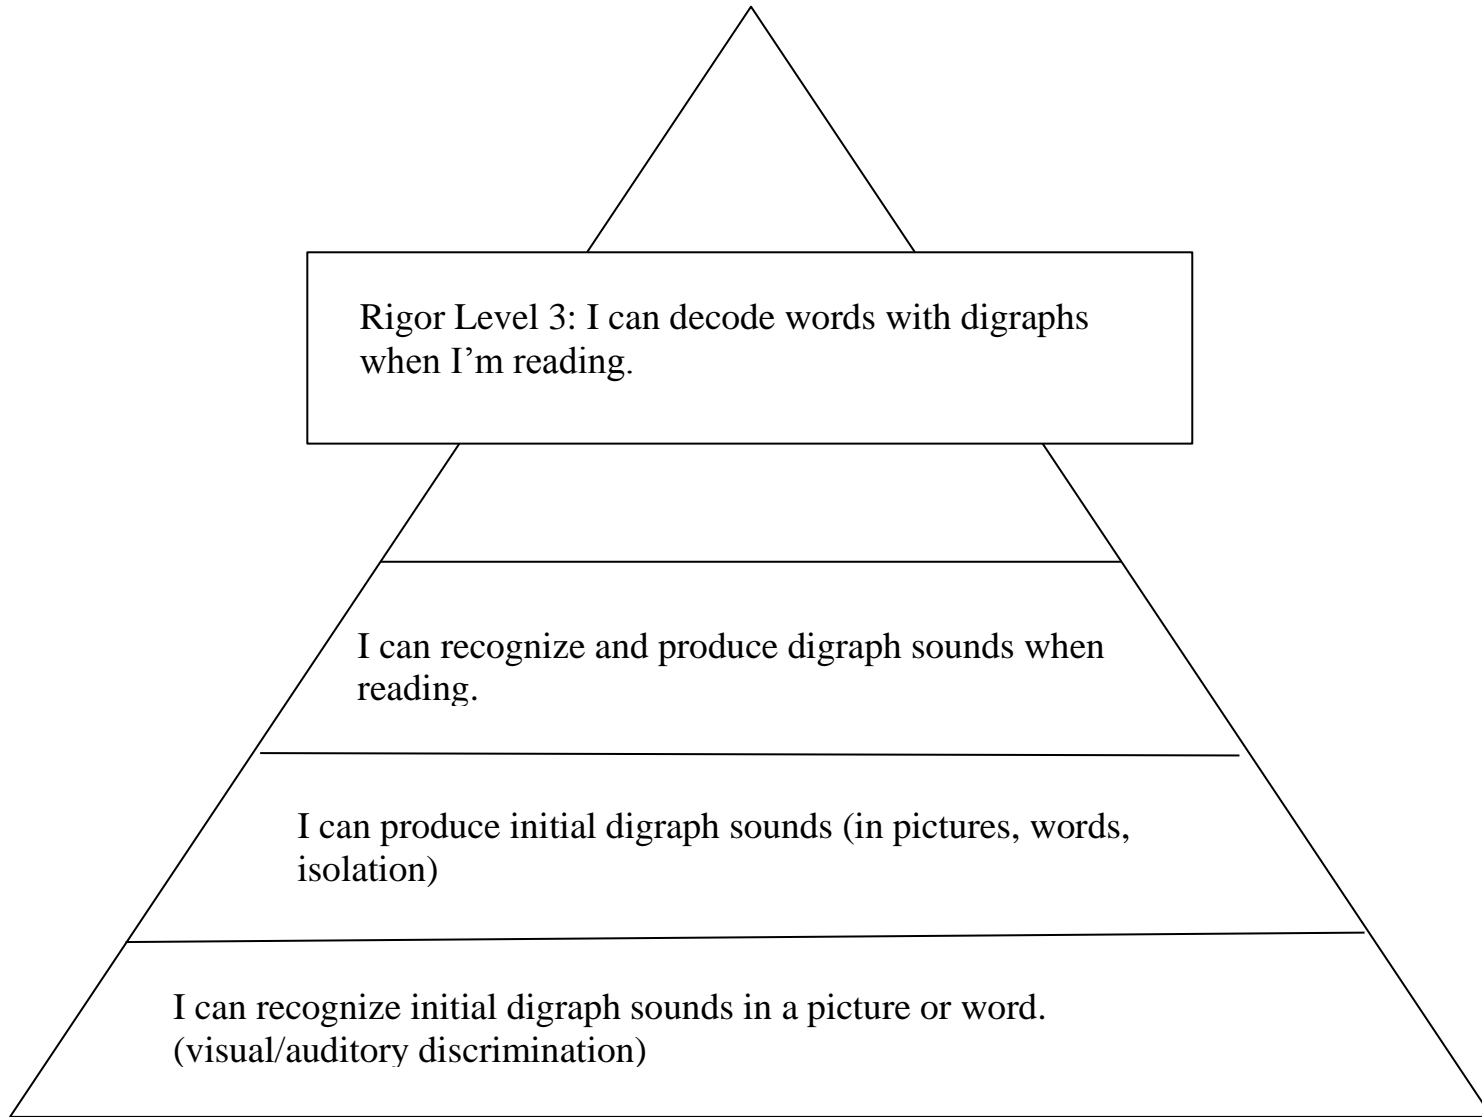 Rigor Level 3: I can decode words with digraphs
when I’m reading.
I can recognize and produce digraph sounds when
reading.
I can produce initial digraph sounds (in pictures, words,
isolation)
I can recognize initial digraph sounds in a picture or word.
(visual/auditory discrimination)